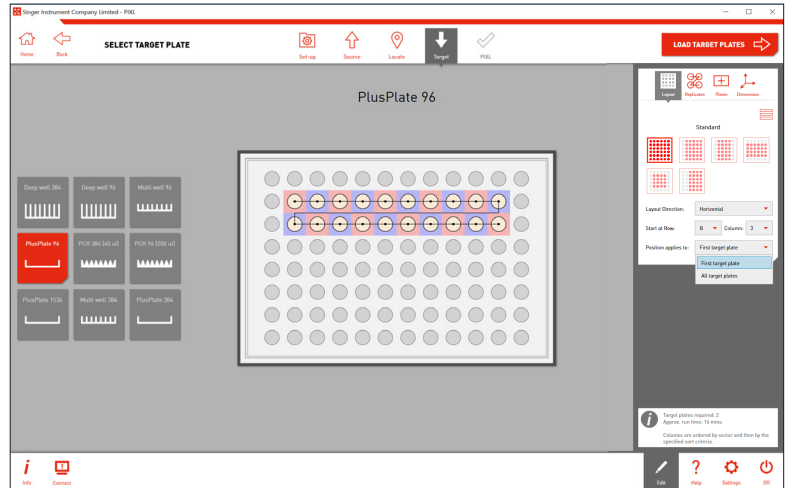 Singer Instrument Company Limited - PIXL
Home
Back
SELECT TARGET PLATE
Set-up
Source
Locate
Target
PIXL
LOAD TARGET PLATES
PlusPlate 96
Deep well 384
Deep well 96
Multi well 96
PlusPlate 96
PCR 384 (40 ul)
PCR 96 (200 ul)
PlusPlate 1536
Multi well 384
PlusPlate 384
Layout
Replicates
Plates
Dimensions
Standard
Layout Direction: Horizontal
Start at Row: B Column: 3
Position applies to: First target plate
First target plate
All target plates
Target plates required: 2
Approx. run time: 16 mins
Colonies are ordered by sector and then by the
specified sort criteria.
Info
Connect
Exit
Help
Settings
Off